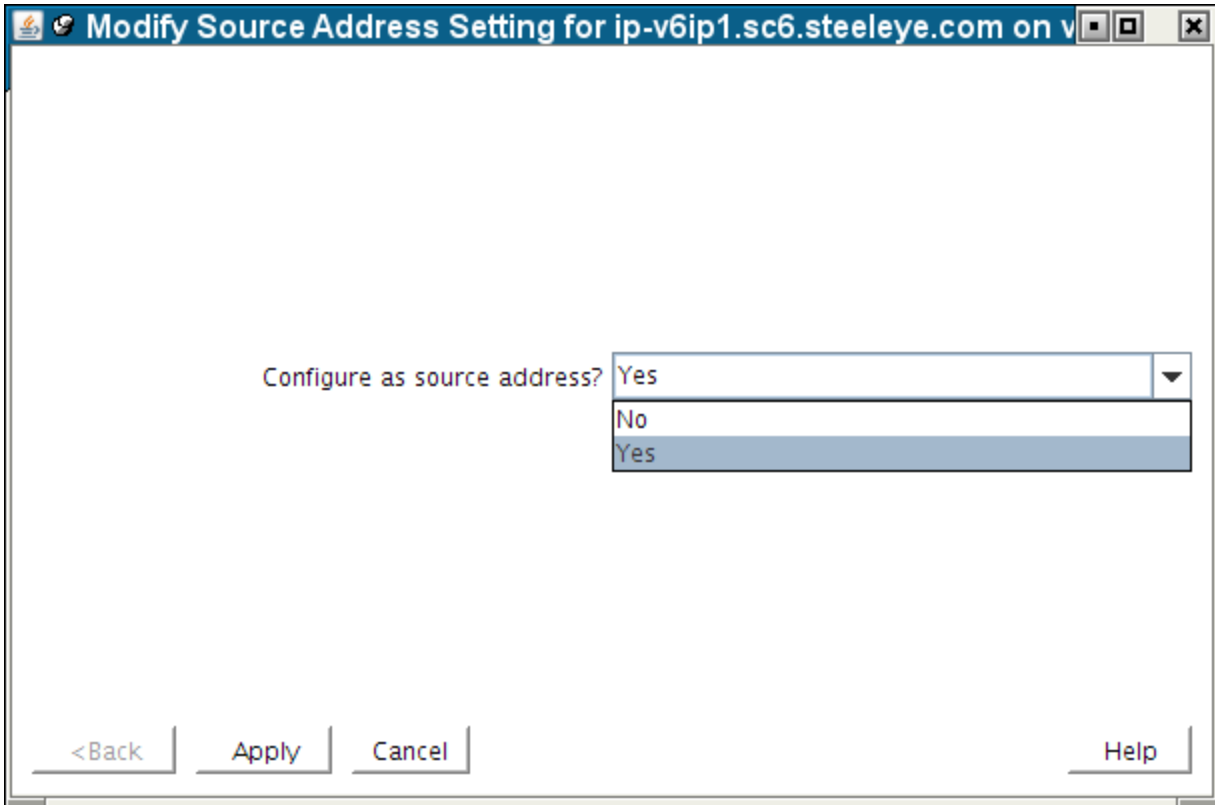 Modify Source Address Setting for ip-v6ip1.sc6.steeleye.com on v
Configure as source address? Yes
No
Yes
<Back Apply Cancel Help